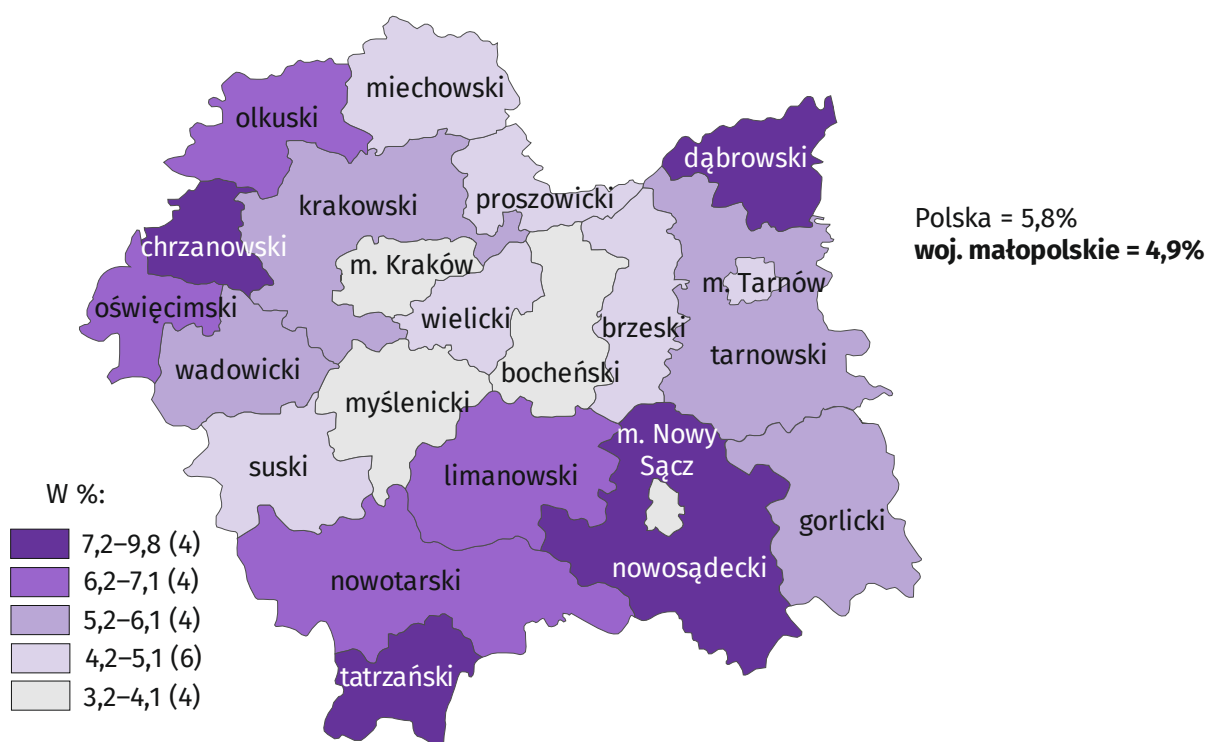 miechowski
olkuski
dąbrowski
krakowski
proszowicki
Polska = 5,8%
woj. małopolskie = 4,9%
chrzanowski
m. Kraków
m. Tarnów
oświęcimski
wielicki
brzeski
tarnowski
wadowicki
bocheński
myślenicki
m. Nowy
Sącz
suski
limanowski
gorlicki
nowosądecki
nowotarski
tatrzański
W %:
7,2–9,8 (4)
6,2–7,1 (4)
5,2–6,1 (4)
4,2–5,1 (6)
3,2–4,1 (4)